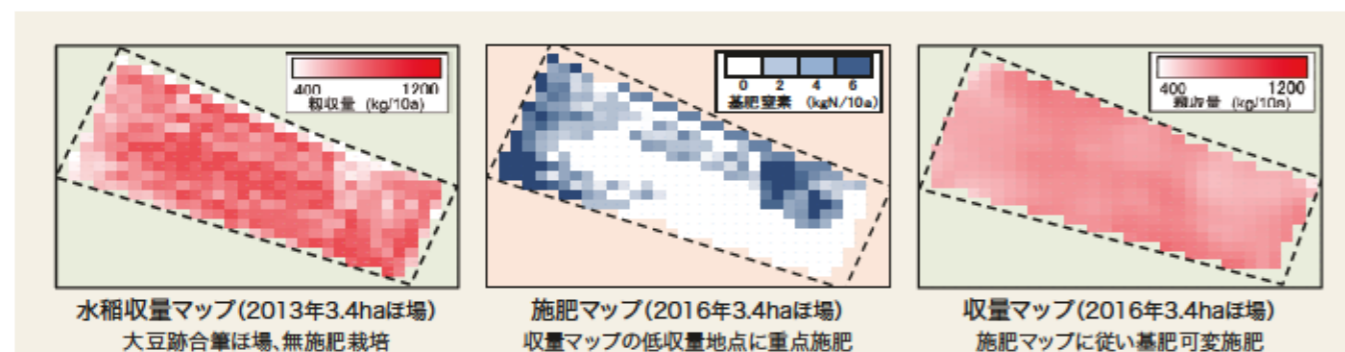 400 1200
籾収量 (kg/10a)
0 2 4 6
基肥窒素 (kgN/10a)
400 1200
籾収量 (kg/10a)
水稲収量マップ(2013年3.4haほ場)
大豆跡合筆ほ場、無施肥栽培
施肥マップ(2016年3.4haほ場)
収量マップの低収量地点に重点施肥
収量マップ(2016年3.4haほ場)
施肥マップに従い基肥可変施肥